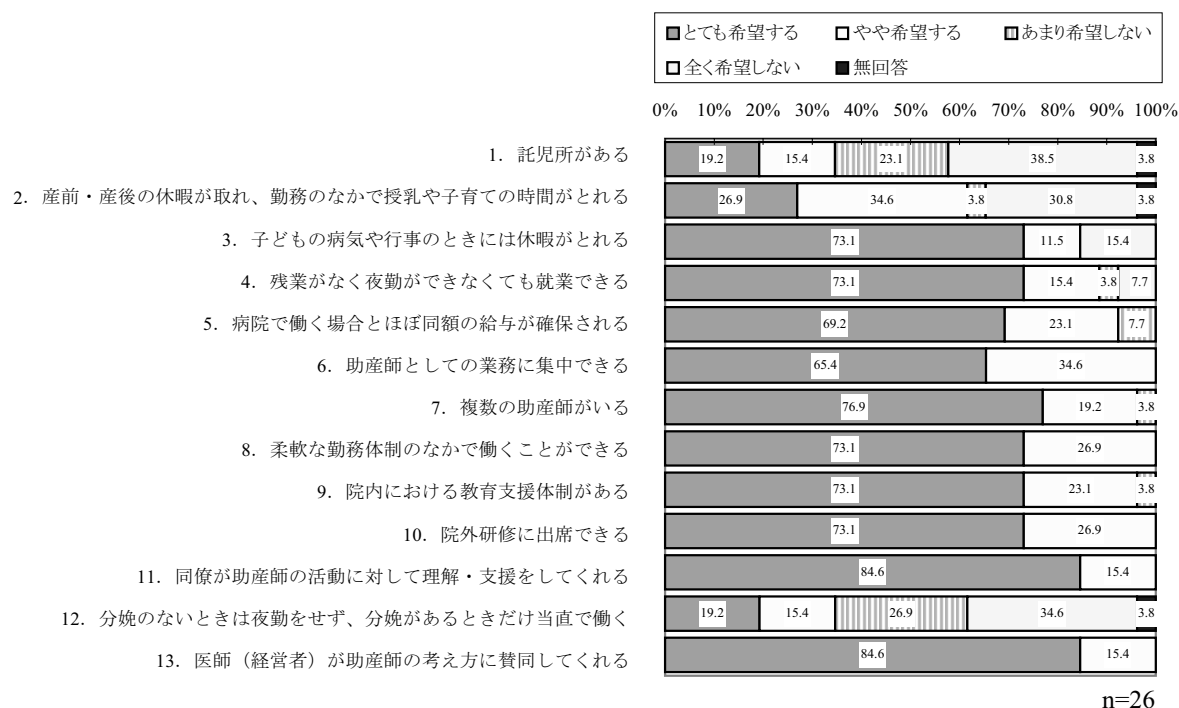 とても希望する やや希望する あまり希望しない
全く希望しない 無回答
0% 10% 20% 30% 40% 50% 60% 70% 80% 90% 100%
1. 託児所がある 19.2 15.4 23.1 38.5 3.8
2. 産前・産後の休暇が取れ、勤務のなかで授乳や子育ての時間がとれる 26.9 34.6 3.8 30.8 3.8
3. 子どもの病気や行事のときには休暇がとれる 73.1 11.5 15.4
4. 残業がなく夜勤ができなくても就業できる 73.1 15.4 3.8 7.7
5. 病院で働く場合とほぼ同額の給与が確保される 69.2 23.1 7.7
6. 助産師としての業務に集中できる 65.4 34.6
7. 複数の助産師がいる 76.9 19.2 3.8
8. 柔軟な勤務体制のなかで働くことができる 73.1 26.9
9. 院内における教育支援体制がある 73.1 23.1 3.8
10. 院外研修に出席できる 73.1 26.9
11. 同僚が助産師の活動に対して理解・支援をしてくれる 84.6 15.4
12. 分娩のないときは夜勤をせず、分娩があるときだけ当直で働く 19.2 15.4 26.9 34.6 3.8
13. 医師（経営者）が助産師の考え方に賛同してくれる 84.6 15.4
n=26